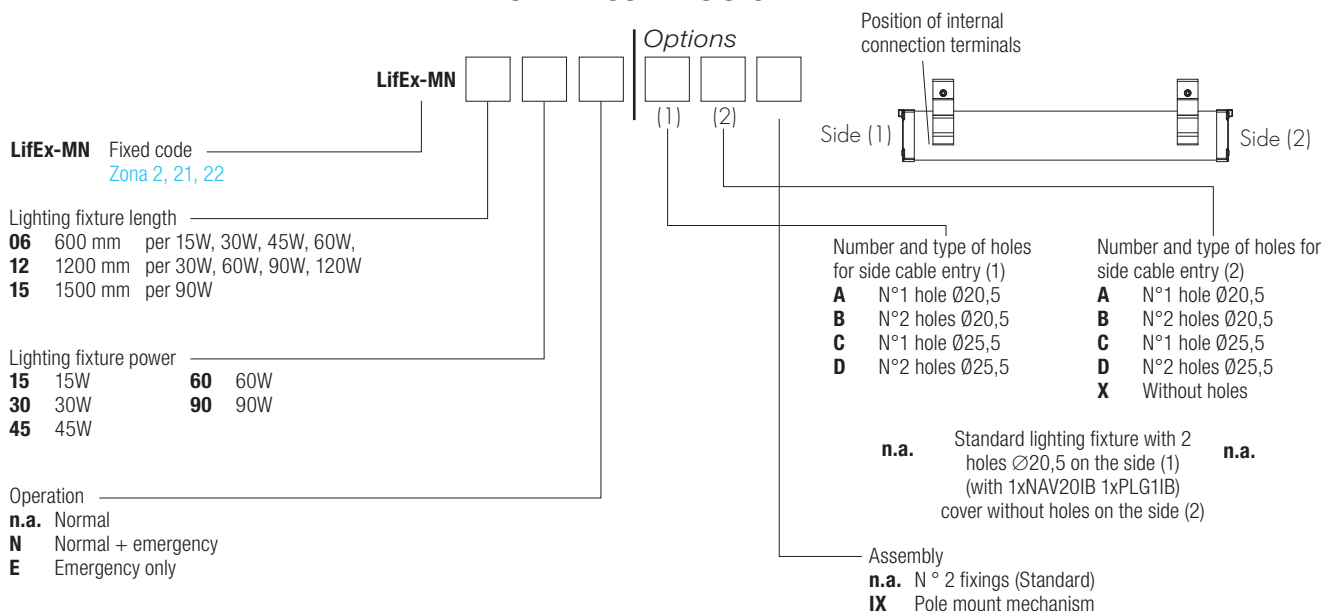 Options
Position of internal
connection terminals
LifEx-MN
(1) (2)
Side (1)
Side (2)
LifEx-MN Fixed code
Zona 2, 21, 22
Lighting fixture length
06 600 mm per 15W, 30W, 45W, 60W,
12 1200 mm per 30W, 60W, 90W, 120W
15 1500 mm per 90W
Lighting fixture power
15 15W 60 60W
30 30W 90 90W
45 45W
Operation
n.a. Normal
N Normal + emergency
E Emergency only
Number and type of holes
for side cable entry (1)
A N°1 hole Ø20,5
B N°2 holes Ø20,5
C N°1 hole Ø25,5
D N°2 holes Ø25,5
Number and type of holes for
side cable entry (2)
A N°1 hole Ø20,5
B N°2 holes Ø20,5
C N°1 hole Ø25,5
D N°2 holes Ø25,5
X Without holes
n.a.
Standard lighting fixture with 2
holes ∅20,5 on the side (1)
(with 1xNAV20IB 1xPLG1IB)
cover without holes on the side (2)
n.a.
Assembly
n.a. N ° 2 fixings (Standard)
IX Pole mount mechanism